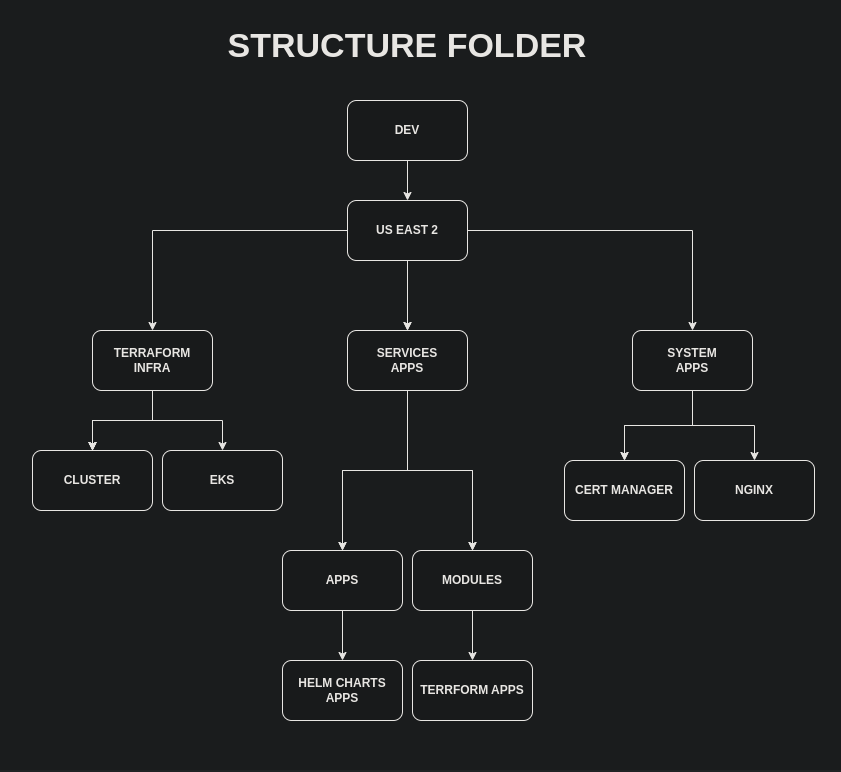 STRUCTURE FOLDER
DEV
US EAST 2
TERRAFORM
INFRA
SERVICES
APPS
SYSTEM
APPS
CLUSTER
EKS
CERT MANAGER
NGINX
APPS
MODULES
HELM CHARTS
APPS
TERRFORM APPS